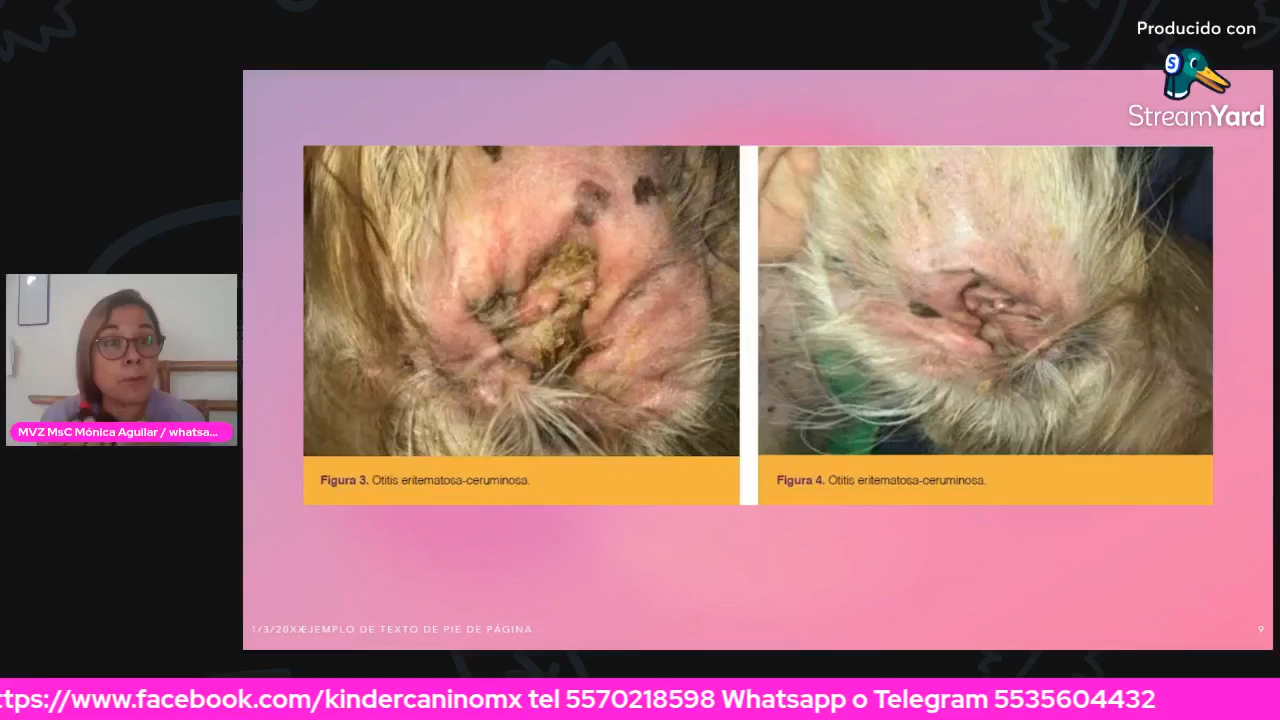 Producido con
StreamYard
MVZ MsC Mónica Aguilar / whatsa...
Figura 3. Otitis eritematosa-ceruminosa.
Figura 4. Otitis eritematosa-ceruminosa.
1/3/20XX
EJEMPLO DE TEXTO DE PIE DE PÁGINA
9
ttps://www.facebook.com/kindercaninomx tel 5570218598 Whatsapp o Telegram 5535604432